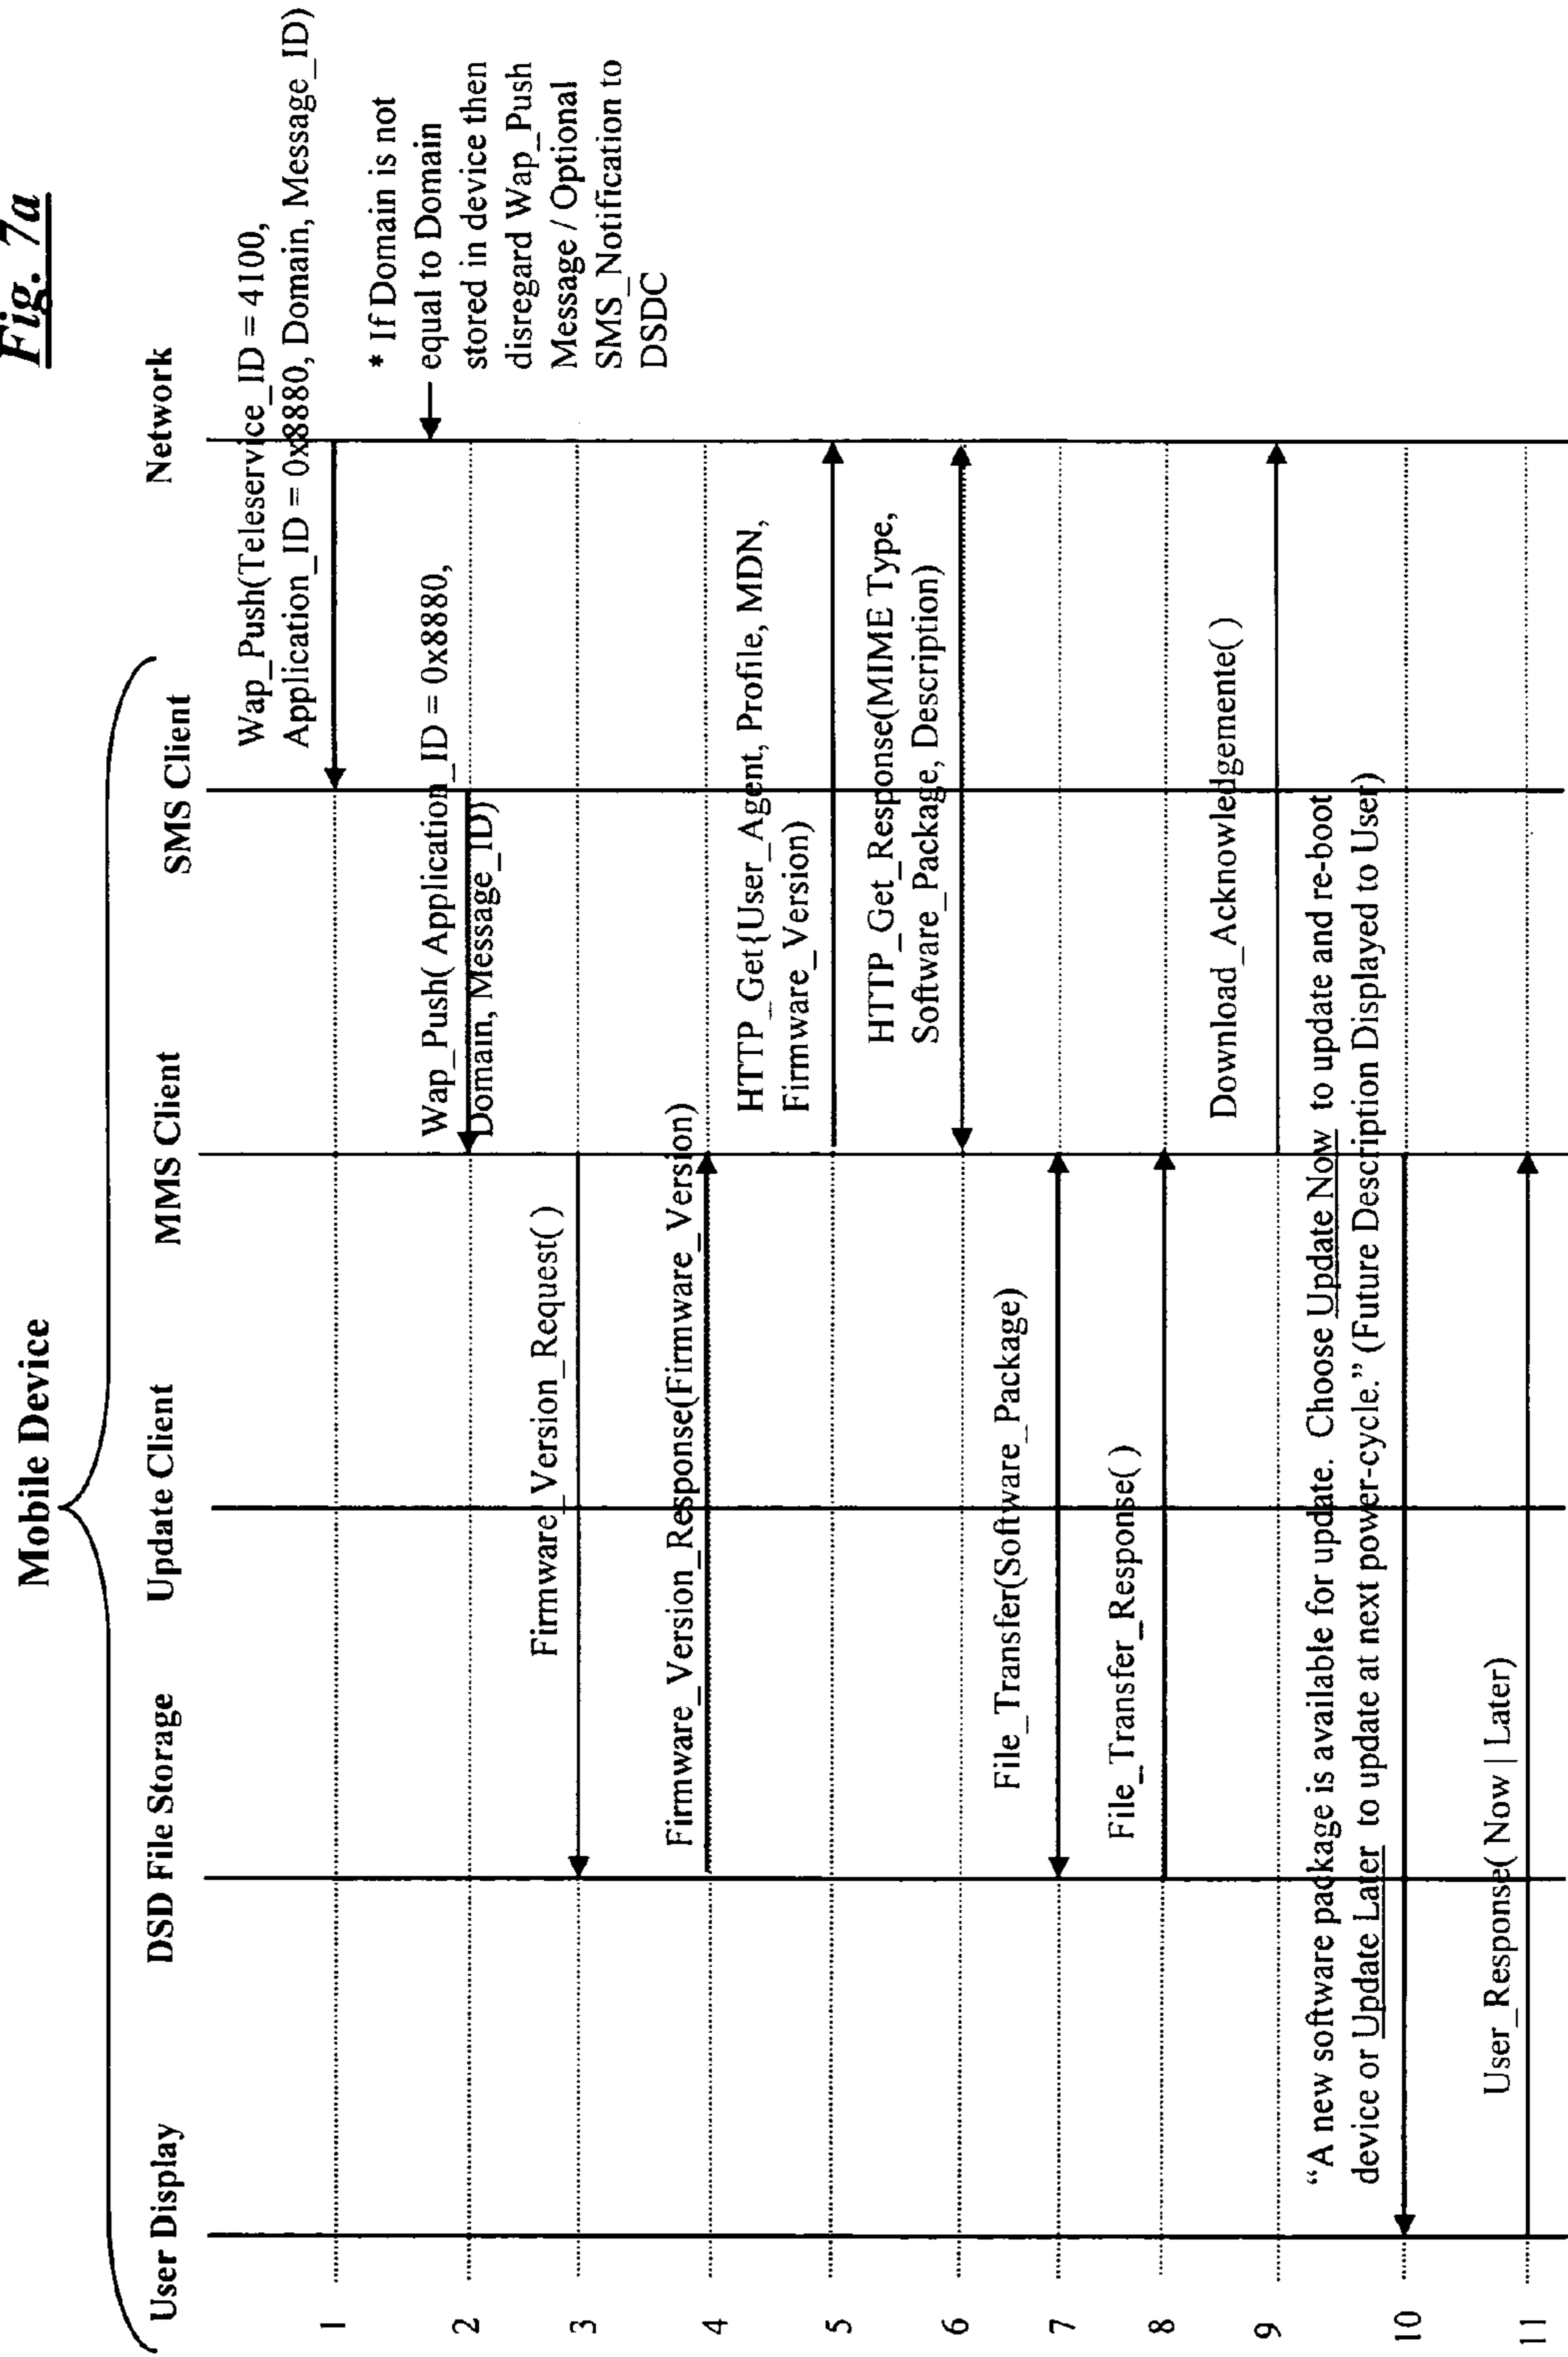 Fig. 7a
Mobile Device
User Display
DSD File Storage
Update Client
MMS Client
SMS Client
Network
1
Wap_Push(Teleservice_ID = 4100,
Application_ID = 0x8880, Domain, Message_ID)
* If Domain is not
equal to Domain
stored in device then
disregard Wap_Push
Message / Optional
SMS_Notification to
DSDC
2
Wap_Push( Application_ID = 0x8880,
Domain, Message_ID)
3
Firmware_Version_Request( )
4
Firmware_Version_Response(Firmware_Version)
5
HTTP_Get{User_Agent, Profile, MDN,
Firmware_Version)
6
HTTP_Get_Response(MIME Type,
Software_Package, Description)
7
File_Transfer(Software_Package)
8
File_Transfer_Response( )
9
Download_Acknowledgemente( )
10
“A new software package is available for update. Choose Update Now to update and re-boot
device or Update Later to update at next power-cycle.” (Future Description Displayed to User)
11
User_Response( Now | Later)